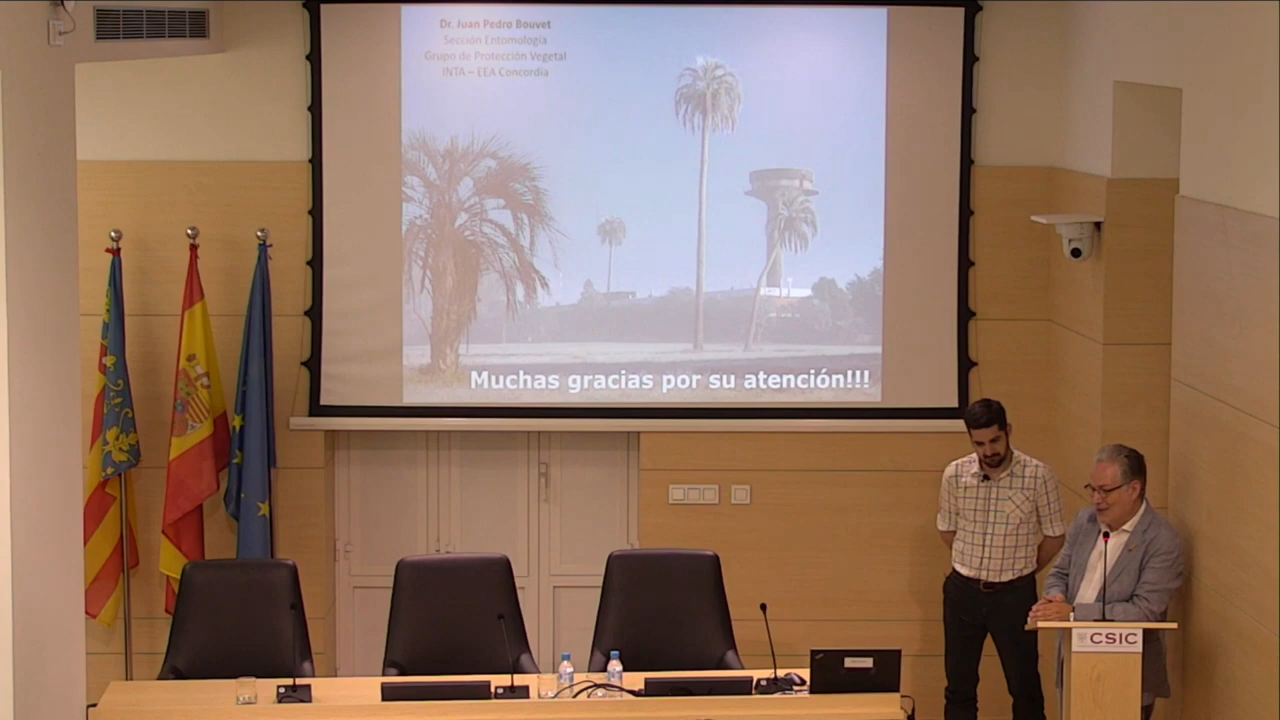 Dr. Juan Pedro Bouvet
Sección Entomología
Grupo de Protección Vegetal
INTA – EEA Concordia
Muchas gracias por su atención!!!
CSIC